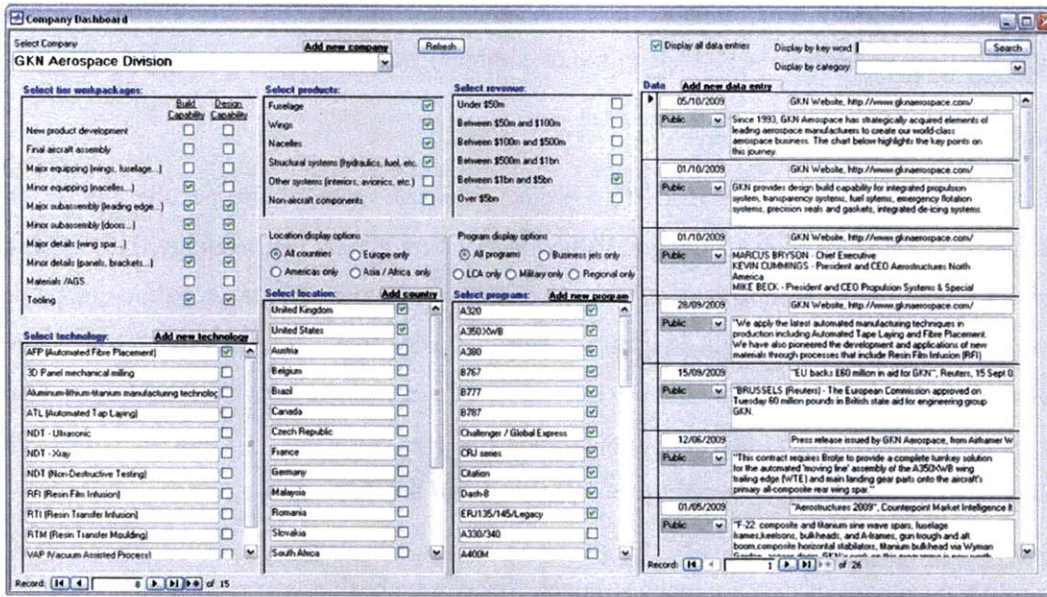 Company Dashboard
Select Company
Add new company
Refresh
GKN Aerospace Division
Select tier workpackages:
Build Capability
Design Capability
New product development
Final aircraft assembly
Major equipping (wings, fuselage...)
Minor equipping (nacelles...)
Major subassembly (leading edge...)
Minor subassembly (doors...)
Major details (wing spar...)
Minor details (panels, brackets...)
Materials /AGS
Tooling
Select technology:
Add new technology
AFP (Automated Fibre Placement)
3D Panel mechanical milling
Aluminum-lithium-titanium manufacturing technolog
ATL (Automated Tap Laying)
NDT - Ultrasonic
NDT - Xray
NDT (Non-Destructive Testing)
RFI (Resin Film Infusion)
RTI (Resin Transfer Infusion)
RTM (Resin Transfer Moulding)
VAP (Vacuum Assisted Process)
Record: 8 of 15
Select products:
Fuselage
Wings
Nacelles
Structural systems (hydraulics, fuel, etc.
Other systems (interiors, avionics, etc.)
Non-aircraft components
Location display options
All countries
Europe only
Americas only
Asia / Africa only
Select location:
Add country
United Kingdom
United States
Austria
Belgium
Brazil
Canada
Czech Republic
France
Germany
Malaysia
Romania
Slovakia
South Africa
Select revenue:
Under $50m
Between $50m and $100m
Between $100m and $500m
Between $500m and $1bn
Between $1bn and $5bn
Over $5bn
Program display options
All programs
Business jets only
LCA only
Military only
Regional only
Select programs:
Add new program
A320
A350XWB
A380
B767
B777
B787
Challenger / Global Express
CRJ series
Citation
Dash-8
ERJ135/145/Legacy
A330/340
A400M
Display all data entries
Display by key word
Search
Display by category:
Data
Add new data entry
05/10/2009
GKN Website, http://www.gknaerospace.com/
Public
Since 1993, GKN Aerospace has strategically acquired elements of
leading aerospace manufacturers to create our world-class
aerospace business. The chart below highlights the key points on
this journey.
01/10/2009
GKN Website, http://www.gknaerospace.com/
Public
GKN provides design build capability for integrated propulsion
system, transparency systems, fuel sytems, emergency flotation
systems, precision seals and gaskets, integrated de-icing systems.
01/10/2009
GKN Website, http://www.gknaerospace.com/
Public
MARCUS BRYSON - Chief Executive
KEVIN CUMMINGS - President and CEO Aerostructures North
America
MIKE BECK - President and CEO Propulsion Systems & Special
28/09/2009
GKN Website, http://www.gknaerospace.com/
Public
"We apply the latest automated manufacturing techniques in
production including Automated Tape Laying and Fibre Placement.
We have also pioneered the development and applications of new
materials through processes that include Resin Film Infusion (RFI)
15/09/2009
"EU backs £60 million in aid for GKN", Reuters, 15 Sept 0
Public
"BRUSSELS (Reuters) - The European Commission approved on
Tuesday 60 million pounds in British state aid for engineering group
GKN.
12/06/2009
Press release issued by GKN Aerospace, from Airframer W
Public
"This contract requires Brotje to provide a complete turnkey solution
for the automated 'moving line' assembly of the A350XWB wing
trailing edge (WTE) and main landing gear parts onto the aircraft's
primary all-composite rear wing spar."
01/05/2009
"Aerostructures 2009", Counterpoint Market Intelligence lt
Public
"F-22: composite and titanium sine wave spars, fuselage
frames,keelsons, bulkheads, and A-frames, gun trough and aft
boom,composite horizontal stabilators, titanium bulkhead via Wyman
Record: 1 of 26